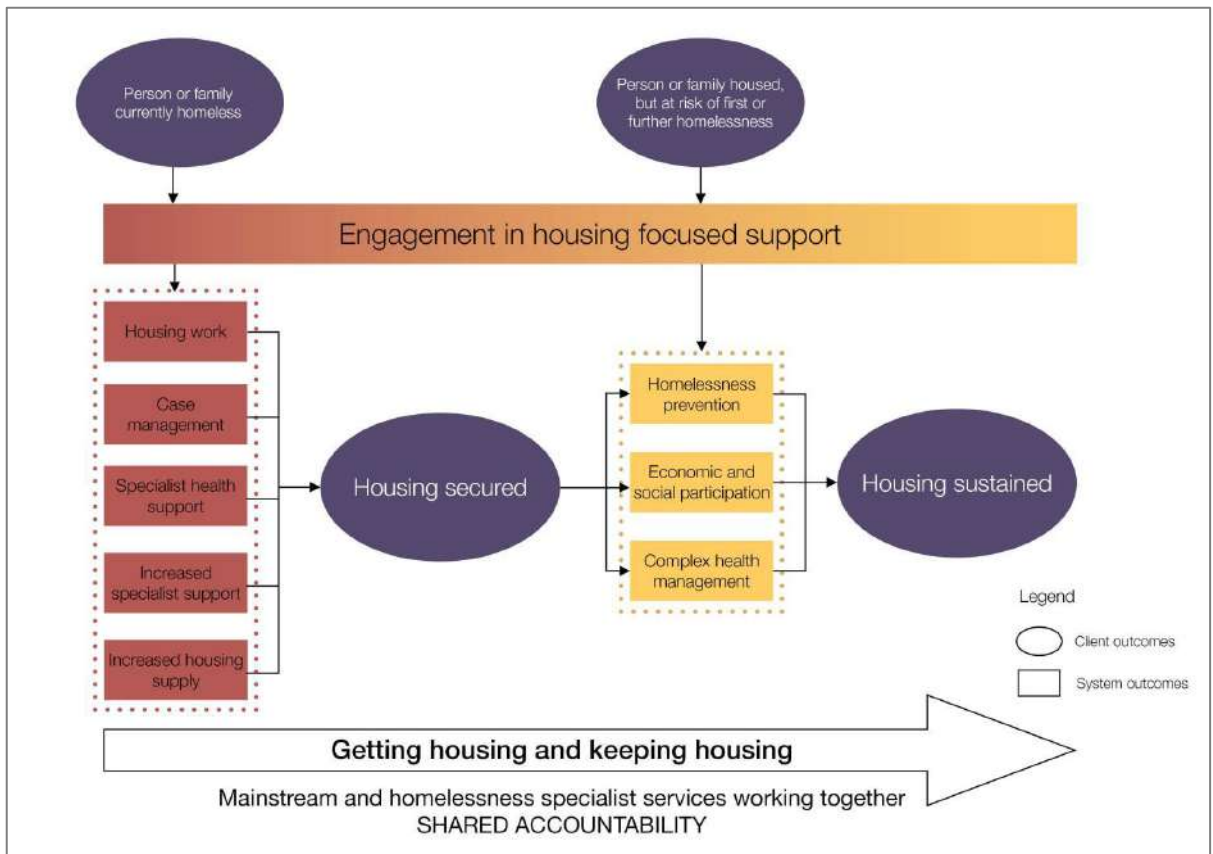 Person or family
currently homeless
Person or family housed,
but at risk of first or
further homelessness
Engagement in housing focused support
Housing work
Case
management
Specialist health
support
Increased
specialist support
Increased housing
supply
Housing secured
Homelessness
prevention
Economic and
social participation
Complex health
management
Housing sustained
Legend
Client outcomes
System outcomes
Getting housing and keeping housing
Mainstream and homelessness specialist services working together
SHARED ACCOUNTABILITY